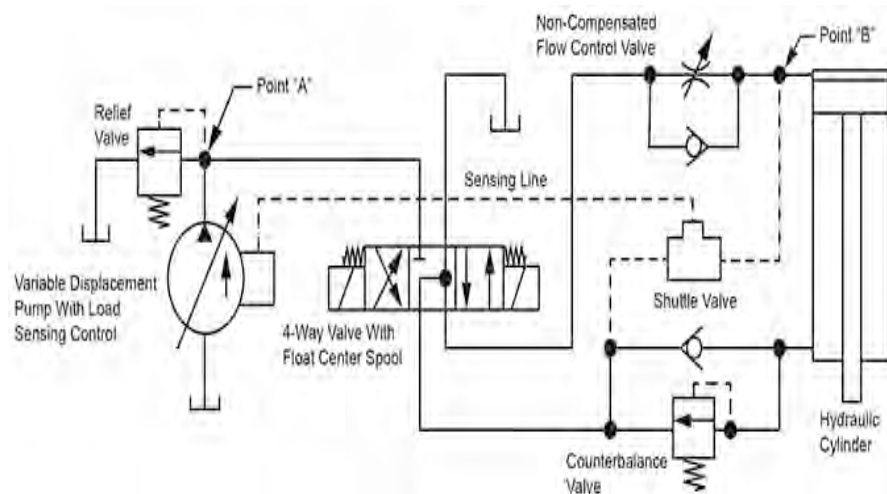 Non-Compensated
Flow Control Valve
Point "B"
Point "A"
Relief
Valve
Sensing Line
Variable Displacement
Pump With Load
Sensing Control
4-Way Valve With
Float Center Spool
Shuttle Valve
Counterbalance
Valve
Hydraulic
Cylinder